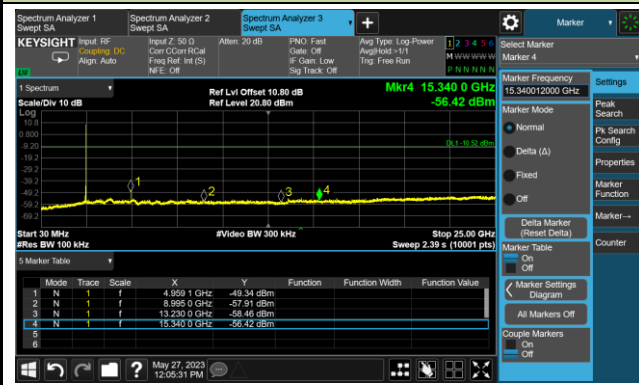 Spectrum Analyzer 1
Swept SA
Spectrum Analyzer 2
Swept SA
Spectrum Analyzer 3
Swept SA
+
Marker
KEYSIGHT
Input: RF
Coupling: DC
Align: Auto
Input Z: 50 Ω
Corr CCorr RCal
Freq Ref: Int (S)
NFE: Off
Atten: 20 dB
PNO: Fast
Gate: Off
IF Gain: Low
Sig Track: Off
Avg Type: Log-Power
Avg|Hold:>1/1
Trig: Free Run
1 2 3 4 5 6
M W W W W W
P N N N N N
LXI
Select Marker
Marker 4
1 Spectrum
Scale/Div 10 dB
Ref Lvl Offset 10.80 dB
Ref Level 20.80 dBm
Mkr4 15.340 0 GHz
-56.42 dBm
Log
10.8
0.800
-9.20
-19.2
-29.2
-39.2
-49.2
-59.2
-69.2
DL1 -10.52 dBm
1
2
3
4
Start 30 MHz
#Res BW 100 kHz
#Video BW 300 kHz
Stop 25.00 GHz
Sweep 2.39 s (10001 pts)
5 Marker Table
Mode Trace Scale X Y Function Function Width Function Value
1 N 1 f 4.959 1 GHz -49.34 dBm
2 N 1 f 8.995 0 GHz -57.91 dBm
3 N 1 f 13.230 0 GHz -58.46 dBm
4 N 1 f 15.340 0 GHz -56.42 dBm
5
6
Marker Frequency
15.340012000 GHz
Marker Mode
Normal
Delta (Δ)
Fixed
Off
Delta Marker
(Reset Delta)
Marker Table
On
Off
Marker Settings
Diagram
All Markers Off
Couple Markers
On
Off
Settings
Peak
Search
Pk Search
Config
Properties
Marker
Function
Marker→
Counter
?
May 27, 2023
12:05:31 PM